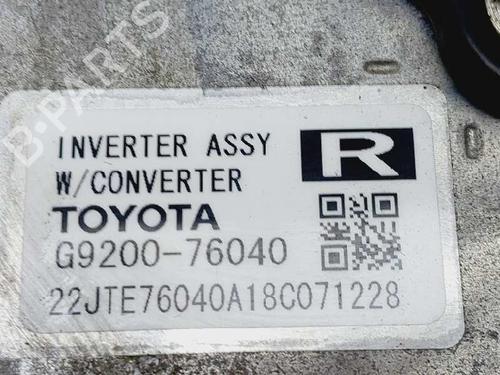 B-PARTS
INVERTER ASSY
R
W/CONVERTER
TOYOTA
G9200-76040
22JTE76040A18C071228